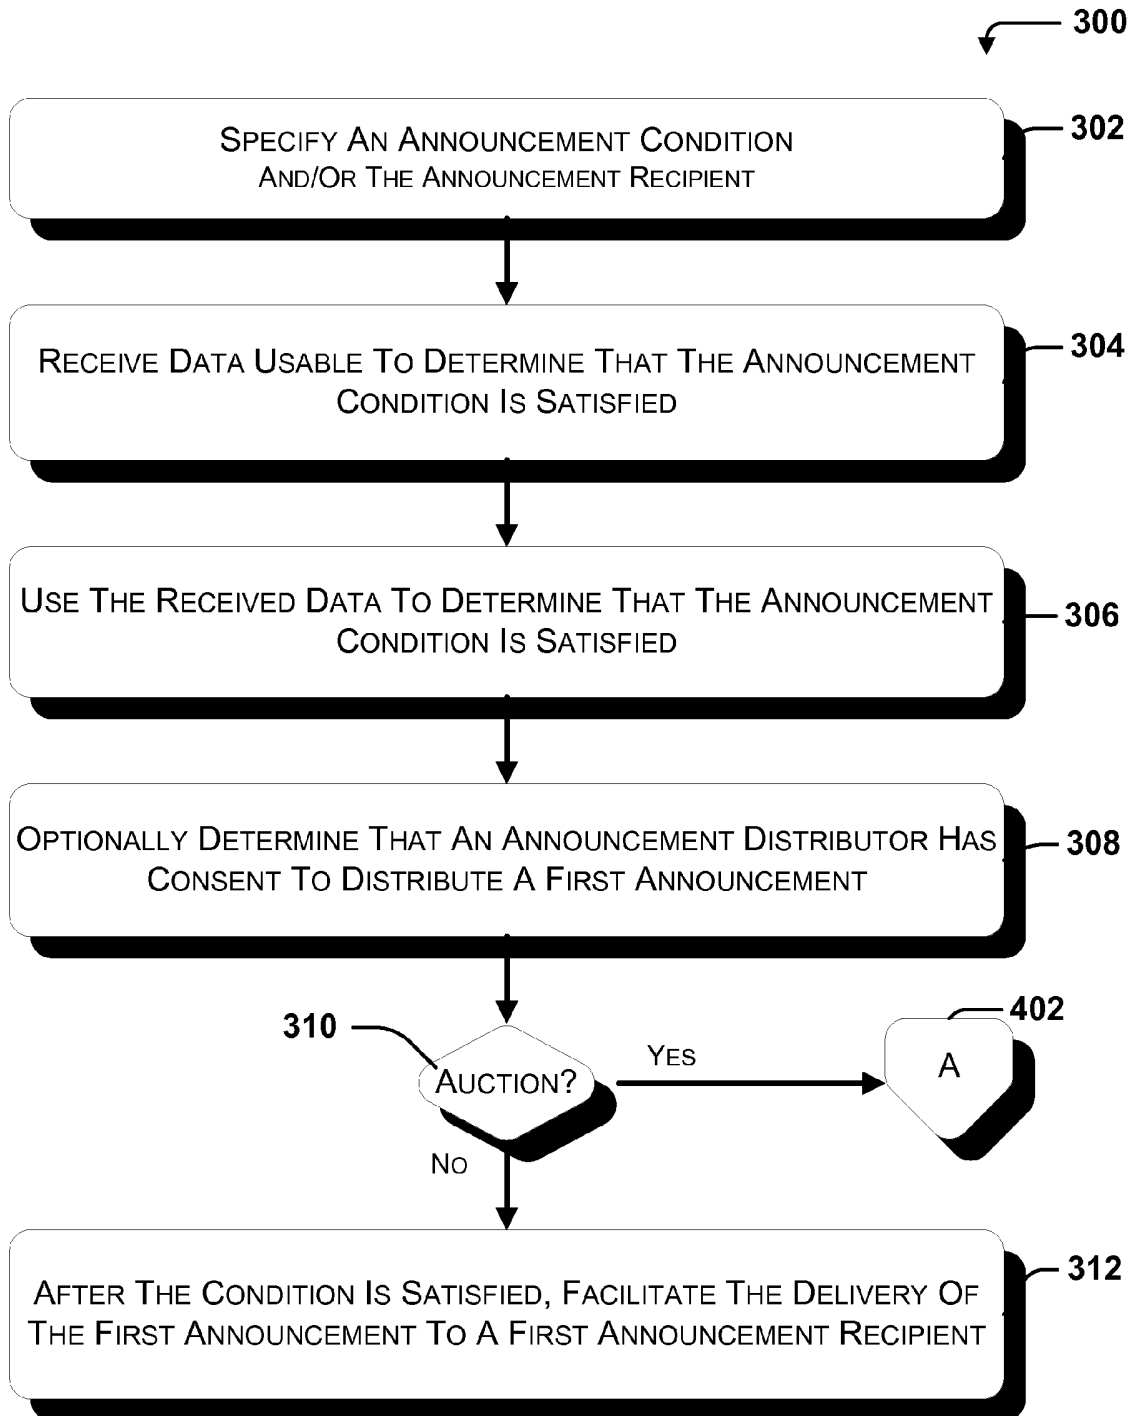 300
SPECIFY AN ANNOUNCEMENT CONDITION
AND/OR THE ANNOUNCEMENT RECIPIENT
302
RECEIVE DATA USABLE TO DETERMINE THAT THE ANNOUNCEMENT
CONDITION IS SATISFIED
304
USE THE RECEIVED DATA TO DETERMINE THAT THE ANNOUNCEMENT
CONDITION IS SATISFIED
306
OPTIONALLY DETERMINE THAT AN ANNOUNCEMENT DISTRIBUTOR HAS
CONSENT TO DISTRIBUTE A FIRST ANNOUNCEMENT
308
310
AUCTION?
YES
402
A
NO
AFTER THE CONDITION IS SATISFIED, FACILITATE THE DELIVERY OF
THE FIRST ANNOUNCEMENT TO A FIRST ANNOUNCEMENT RECIPIENT
312